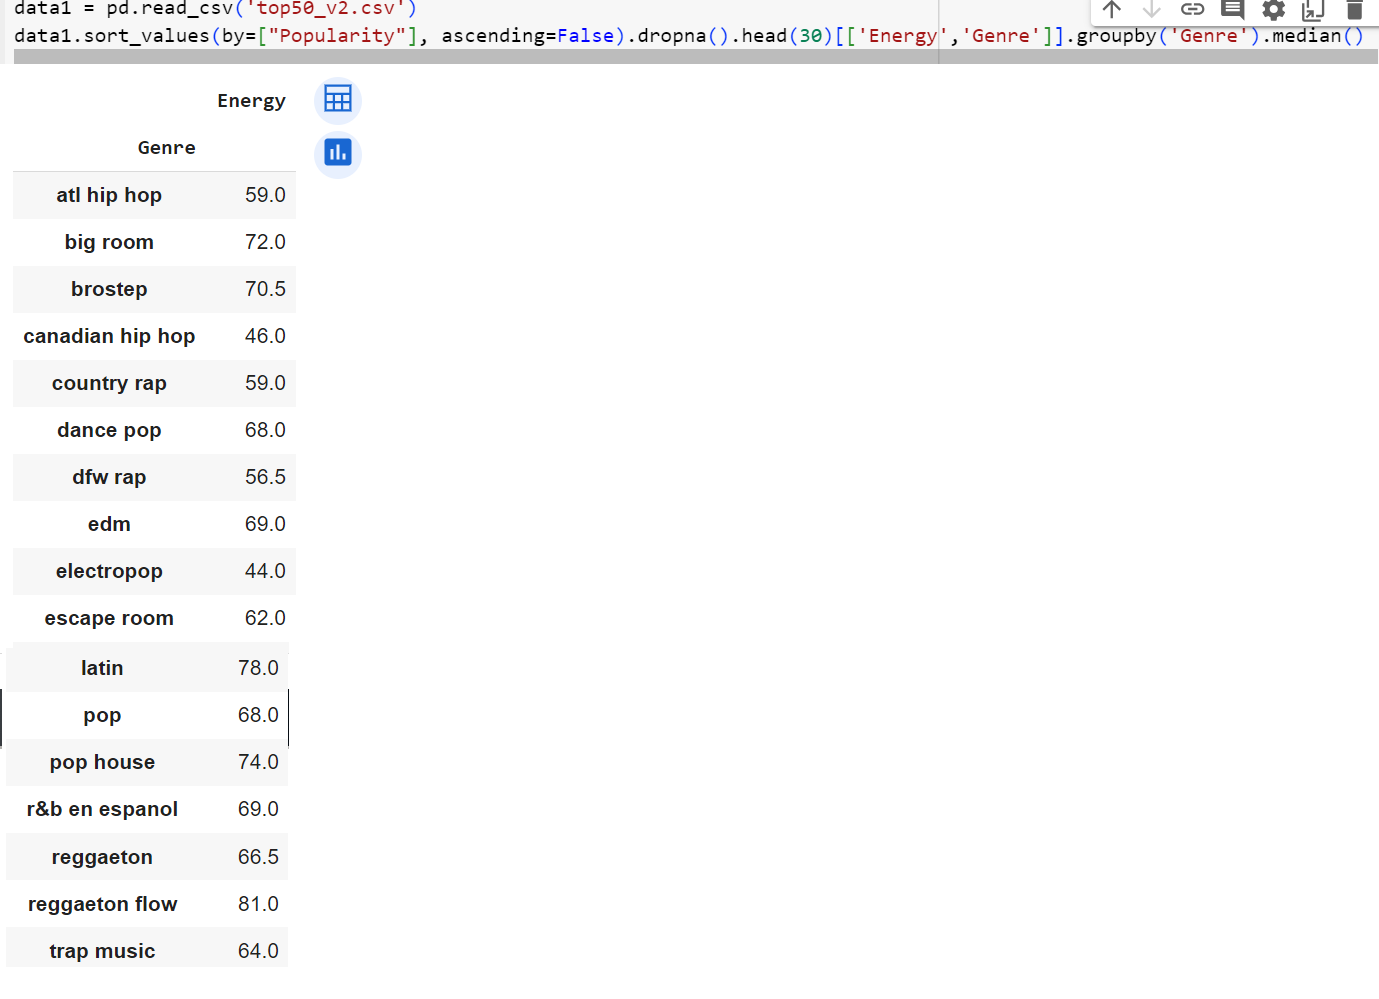 data1 = pd.read_csv('top50_v2.csv')
data1.sort_values(by=["Popularity"], ascending=False).dropna().head(30)[['Energy','Genre']].groupby('Genre').median()
Energy
Genre
atl hip hop 59.0
big room 72.0
brostep 70.5
canadian hip hop 46.0
country rap 59.0
dance pop 68.0
dfw rap 56.5
edm 69.0
electropop 44.0
escape room 62.0
latin 78.0
pop 68.0
pop house 74.0
r&b en espanol 69.0
reggaeton 66.5
reggaeton flow 81.0
trap music 64.0